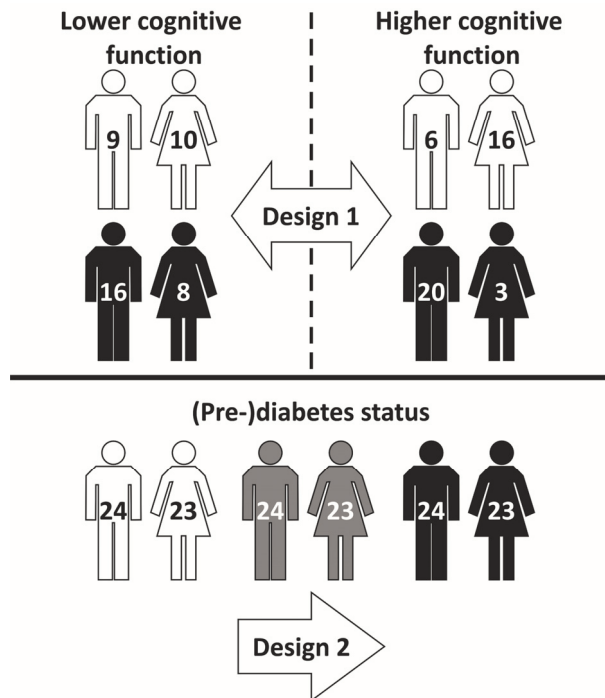 Lower cognitive
function
Higher cognitive
function
9 10
6 16
Design 1
16 8
20 3
(Pre-)diabetes status
24 23 24 23 24 23
Design 2